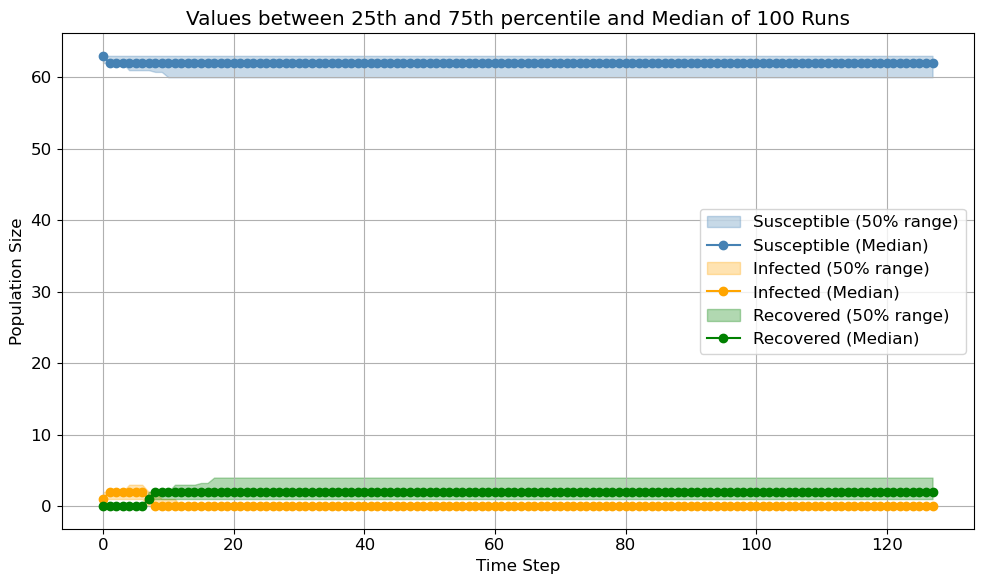 Values between 25th and 75th percentile and Median of 100 Runs
Population Size
60
50
40
30
20
10
0
Susceptible (50% range)
Susceptible (Median)
Infected (50% range)
Infected (Median)
Recovered (50% range)
Recovered (Median)
0 20 40 60 80 100 120
Time Step